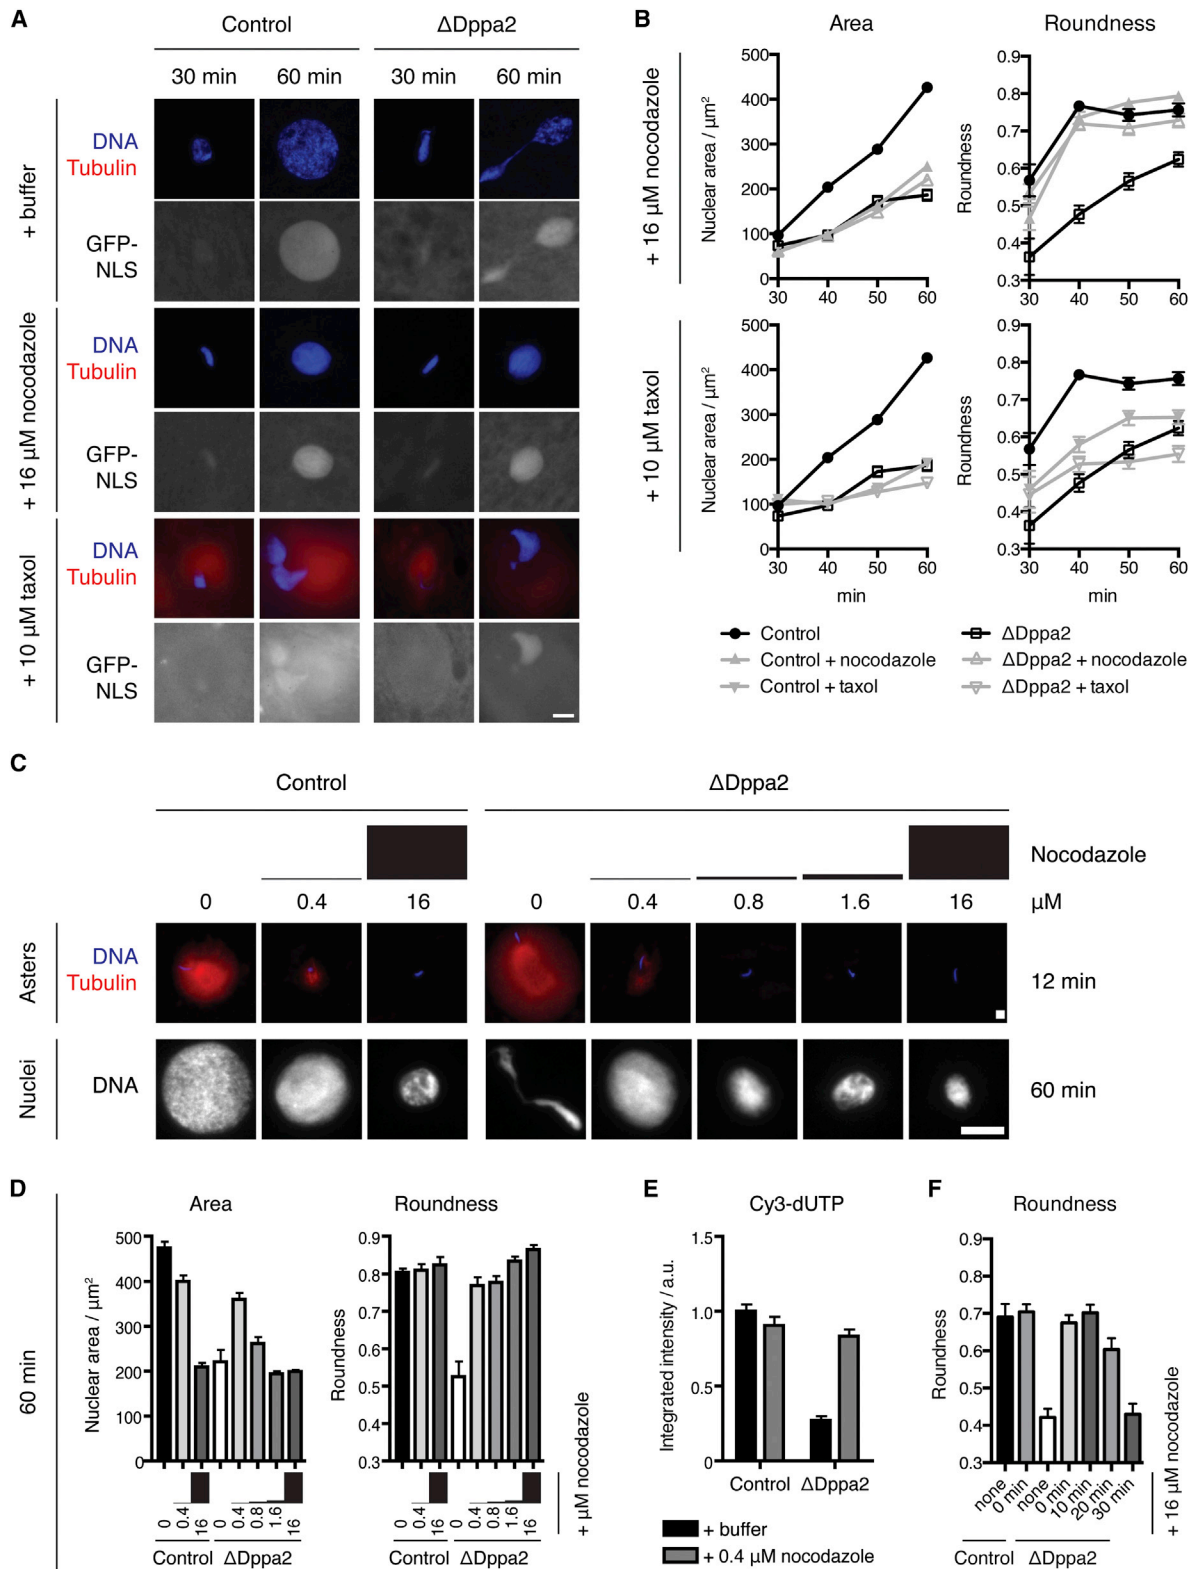 A
Control
ΔDppa2
30 min
60 min
30 min
60 min
+ buffer
DNA
Tubulin
GFP-
NLS
+ 16 µM nocodazole
DNA
Tubulin
GFP-
NLS
+ 10 µM taxol
DNA
Tubulin
GFP-
NLS
B
Area
Roundness
+ 16 µM nocodazole
Nuclear area / µm²
500
400
300
200
100
0
30 40 50 60
Roundness
0.9
0.8
0.7
0.6
0.5
0.4
0.3
30 40 50 60
+ 10 µM taxol
Nuclear area / µm²
500
400
300
200
100
0
30 40 50 60
min
Roundness
0.9
0.8
0.7
0.6
0.5
0.4
0.3
30 40 50 60
min
Control
ΔDppa2
Control + nocodazole
ΔDppa2 + nocodazole
Control + taxol
ΔDppa2 + taxol
C
Control
ΔDppa2
Nocodazole
0 0.4 16 0 0.4 0.8 1.6 16 µM
Asters
DNA
Tubulin
12 min
Nuclei
DNA
60 min
D
60 min
Area
Nuclear area / µm²
500
400
300
200
100
0
0 0.4 16 0 0.4 0.8 1.6 16
Control ΔDppa2
Roundness
Roundness
0.9
0.8
0.7
0.6
0.5
0.4
0.3
0 0.4 16 0 0.4 0.8 1.6 16
Control ΔDppa2
+ µM nocodazole
E
Cy3-dUTP
Integrated intensity / a.u.
1.5
1.0
0.5
0
Control ΔDppa2
+ buffer
+ 0.4 µM nocodazole
F
Roundness
Roundness
0.9
0.8
0.7
0.6
0.5
0.4
0.3
none 0 min none 0 min 10 min 20 min 30 min
Control ΔDppa2
+ 16 µM nocodazole